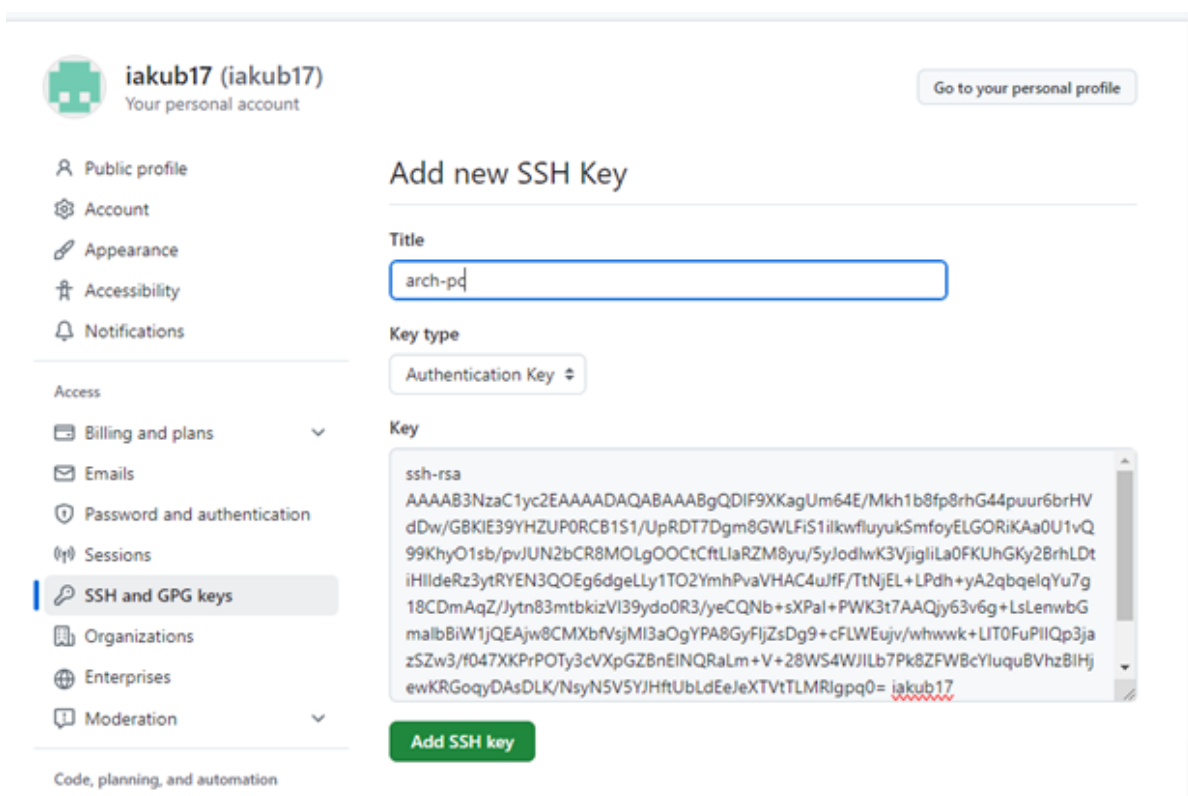 iakub17 (iakub17)
Your personal account
Go to your personal profile
Public profile
Account
Appearance
Accessibility
Notifications
Access
Billing and plans
Emails
Password and authentication
Sessions
SSH and GPG keys
Organizations
Enterprises
Moderation
Code, planning, and automation
Add new SSH Key
Title
arch-pc
Key type
Authentication Key
Key
ssh-rsa
AAAAB3NzaC1yc2EAAAADAQABAAABgQDIF9XKagUm64E/Mkh1b8fp8rhG44puur6brHV
dDw/GBKIE39YHZUP0RCB1S1/UpRDT7Dgm8GWLFiS1ilkwfluyukSmfoyELGORiKAa0U1vQ
99KhyO1sb/pvJUN2bCR8MOLgOOCtCftLIaRZM8yu/5yJodlwK3VjigliLa0FKUhGKy2BrhLDt
iHIldeRz3ytRYEN3QOEg6dgeLLy1TO2YmhPvaVHAC4uJfF/TtNjEL+LPdh+yA2qbqelqYu7g
18CDmAqZ/Jytn83mtbkizVI39ydo0R3/yeCQNb+sXPaI+PWK3t7AAQjy63v6g+LsLenwbG
malbBiW1jQEAjw8CMXbfVsjMI3aOgYPA8GyFIjZsDg9+cFLWEujv/whwwk+LIT0FuPIIQp3ja
zSZw3/f047XKPrPOTy3cVXpGZBnEINQRaLm+V+28WS4WJILb7Pk8ZFWBcYluquBVhzBIHj
ewKRGoqyDAsDLK/NsyN5V5YJHftUbLdEeJeXTVtTLMRIgpq0= iakub17
Add SSH key